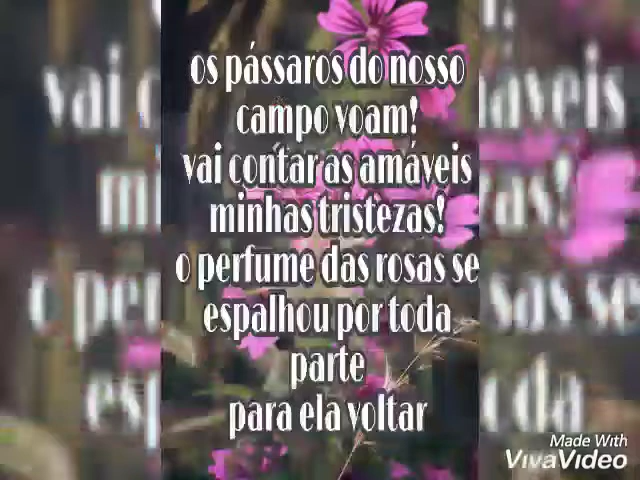 os pássaros do nosso
campo voam!
vai contar as amáveis
minhas tristezas!
o perfume das rosas se
espalhou por toda
parte
para ela voltar
Made With
VivaVideo